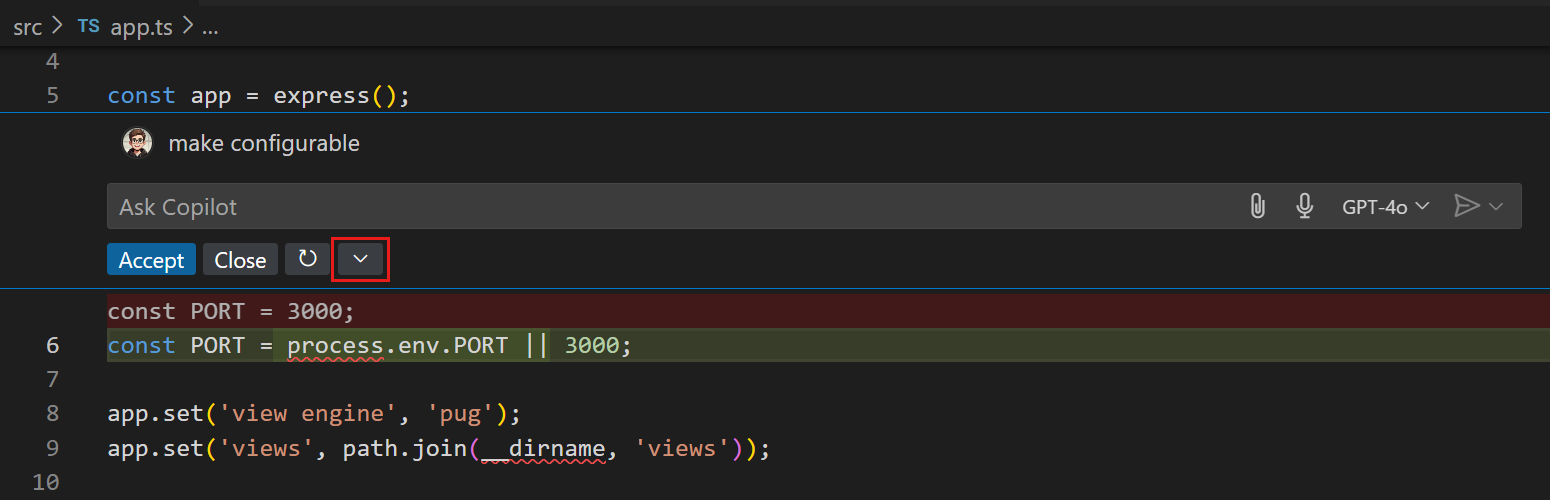 src > TS app.ts > ...
4
5 const app = express();
make configurable
Ask Copilot GPT-4o
Accept Close
const PORT = 3000;
6 const PORT = process.env.PORT || 3000;
7
8 app.set('view engine', 'pug');
9 app.set('views', path.join(__dirname, 'views'));
10